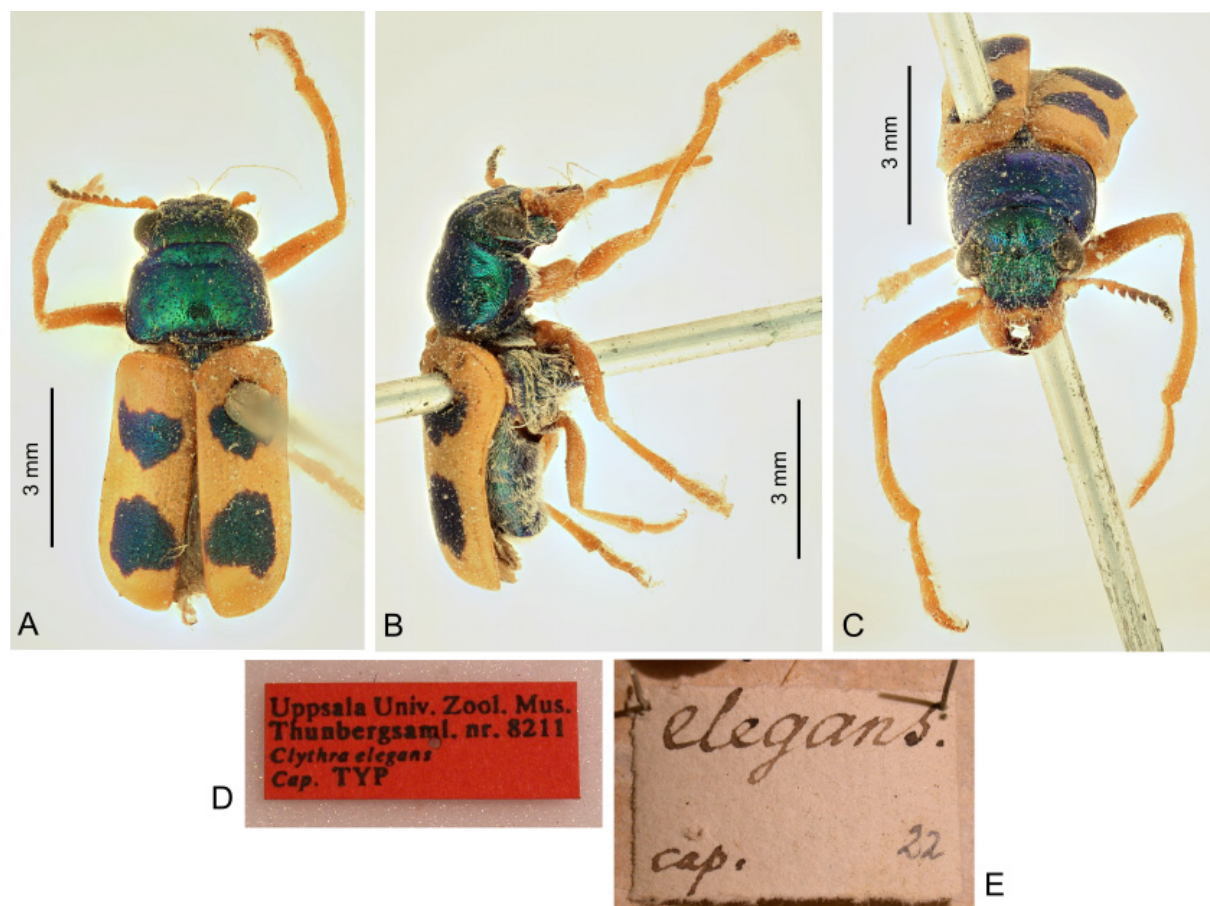 3 mm
A
3 mm
B
3 mm
C
Uppsala Univ. Zool. Mus.
Thunbergsaml. nr. 8211
Clythra elegans
Cap. TYP
D
elegans.
cap. 22
E